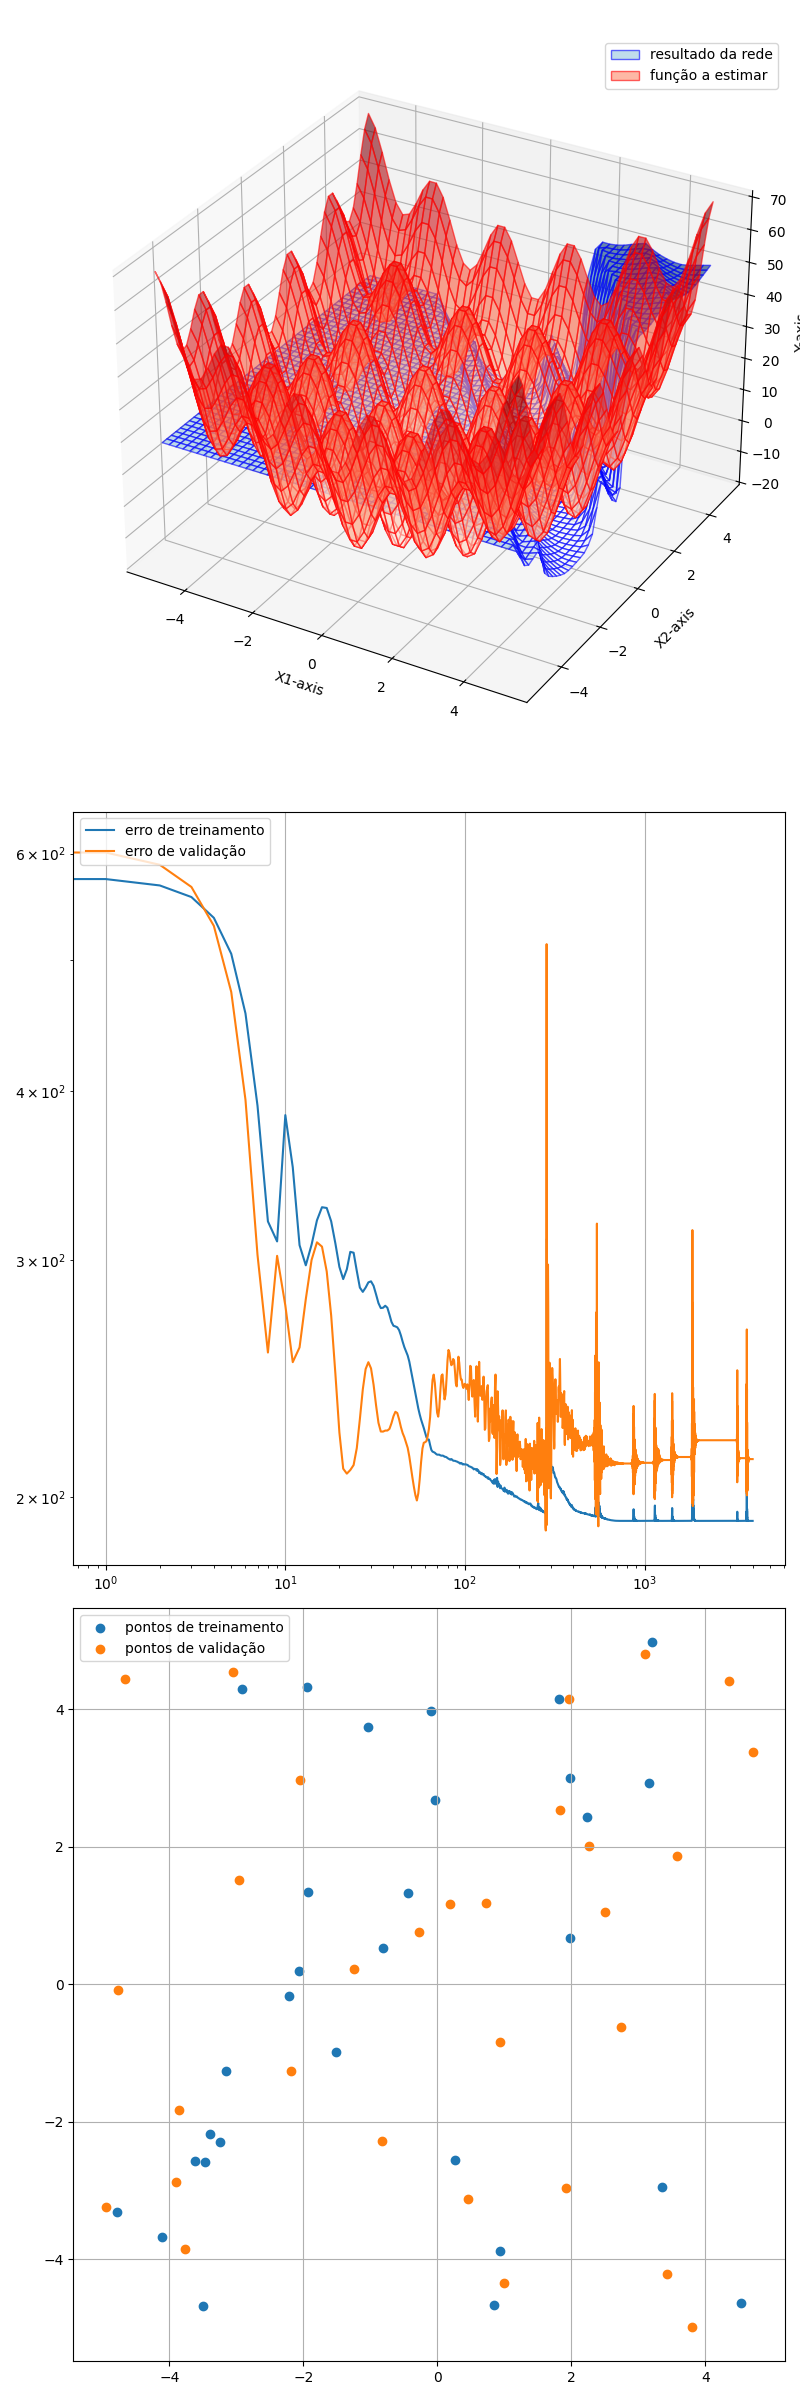 resultado da rede
função a estimar
70
60
50
40
30
20
10
0
−10
−20
−4
−2
0
2
4
X1-axis
−4
−2
0
2
4
X2-axis
erro de treinamento
erro de validação
6 × 10²
4 × 10²
3 × 10²
2 × 10²
10⁰
10¹
10²
10³
pontos de treinamento
pontos de validação
4
2
0
−2
−4
−4
−2
0
2
4